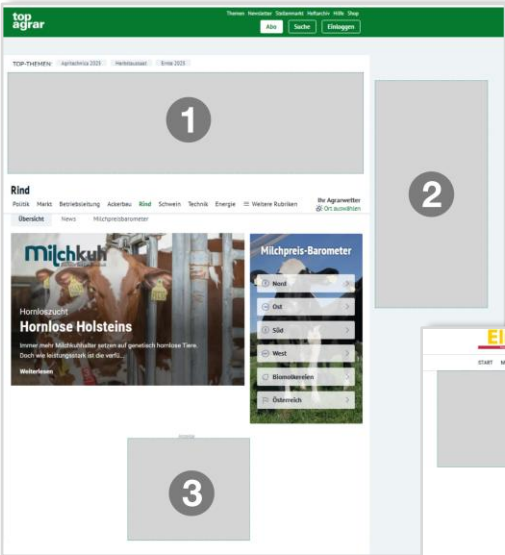 top
agrar
Themen Newsletter Stellenmarkt Heftarchiv Hilfe Shop
Abo Suche Einloggen
TOP-THEMEN: Agritechnica 2025 Herbstaussaat Ernte 2025
1
2
Rind
Politik Markt Betriebsleitung Ackerbau Rind Schwein Technik Energie Weitere Rubriken
Ihr Agrarwetter
Ort auswählen
Übersicht News Milchpreisbarometer
Milchkuh
Hornloszucht
Hornlose Holsteins
Immer mehr Milchkuhhalter setzen auf genetisch hornlose Tiere.
Doch wie leistungsstark ist die verfü...
Weiterlesen
Milchpreis-Barometer
Nord
Ost
Süd
West
Biomolkereien
Österreich
START
3